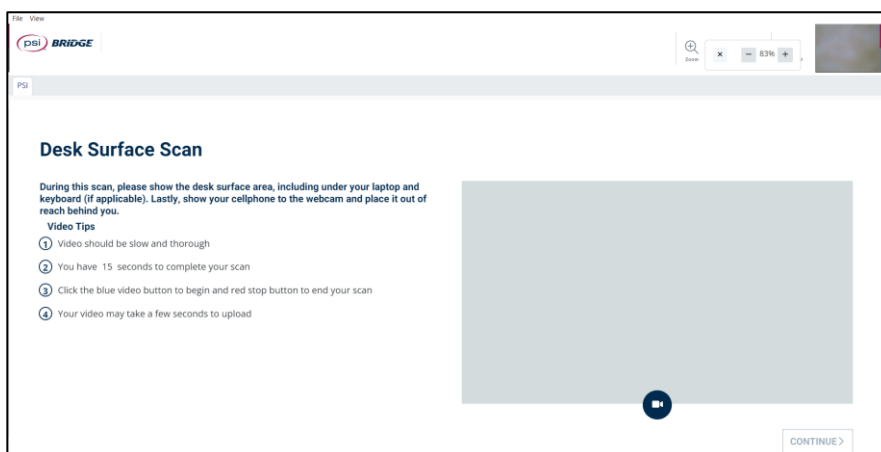 File View
psi BRIDGE
Zoom
× − 83% +
PSI
Desk Surface Scan
During this scan, please show the desk surface area, including under your laptop and
keyboard (if applicable). Lastly, show your cellphone to the webcam and place it out of
reach behind you.
Video Tips
1 Video should be slow and thorough
2 You have 15 seconds to complete your scan
3 Click the blue video button to begin and red stop button to end your scan
4 Your video may take a few seconds to upload
CONTINUE >